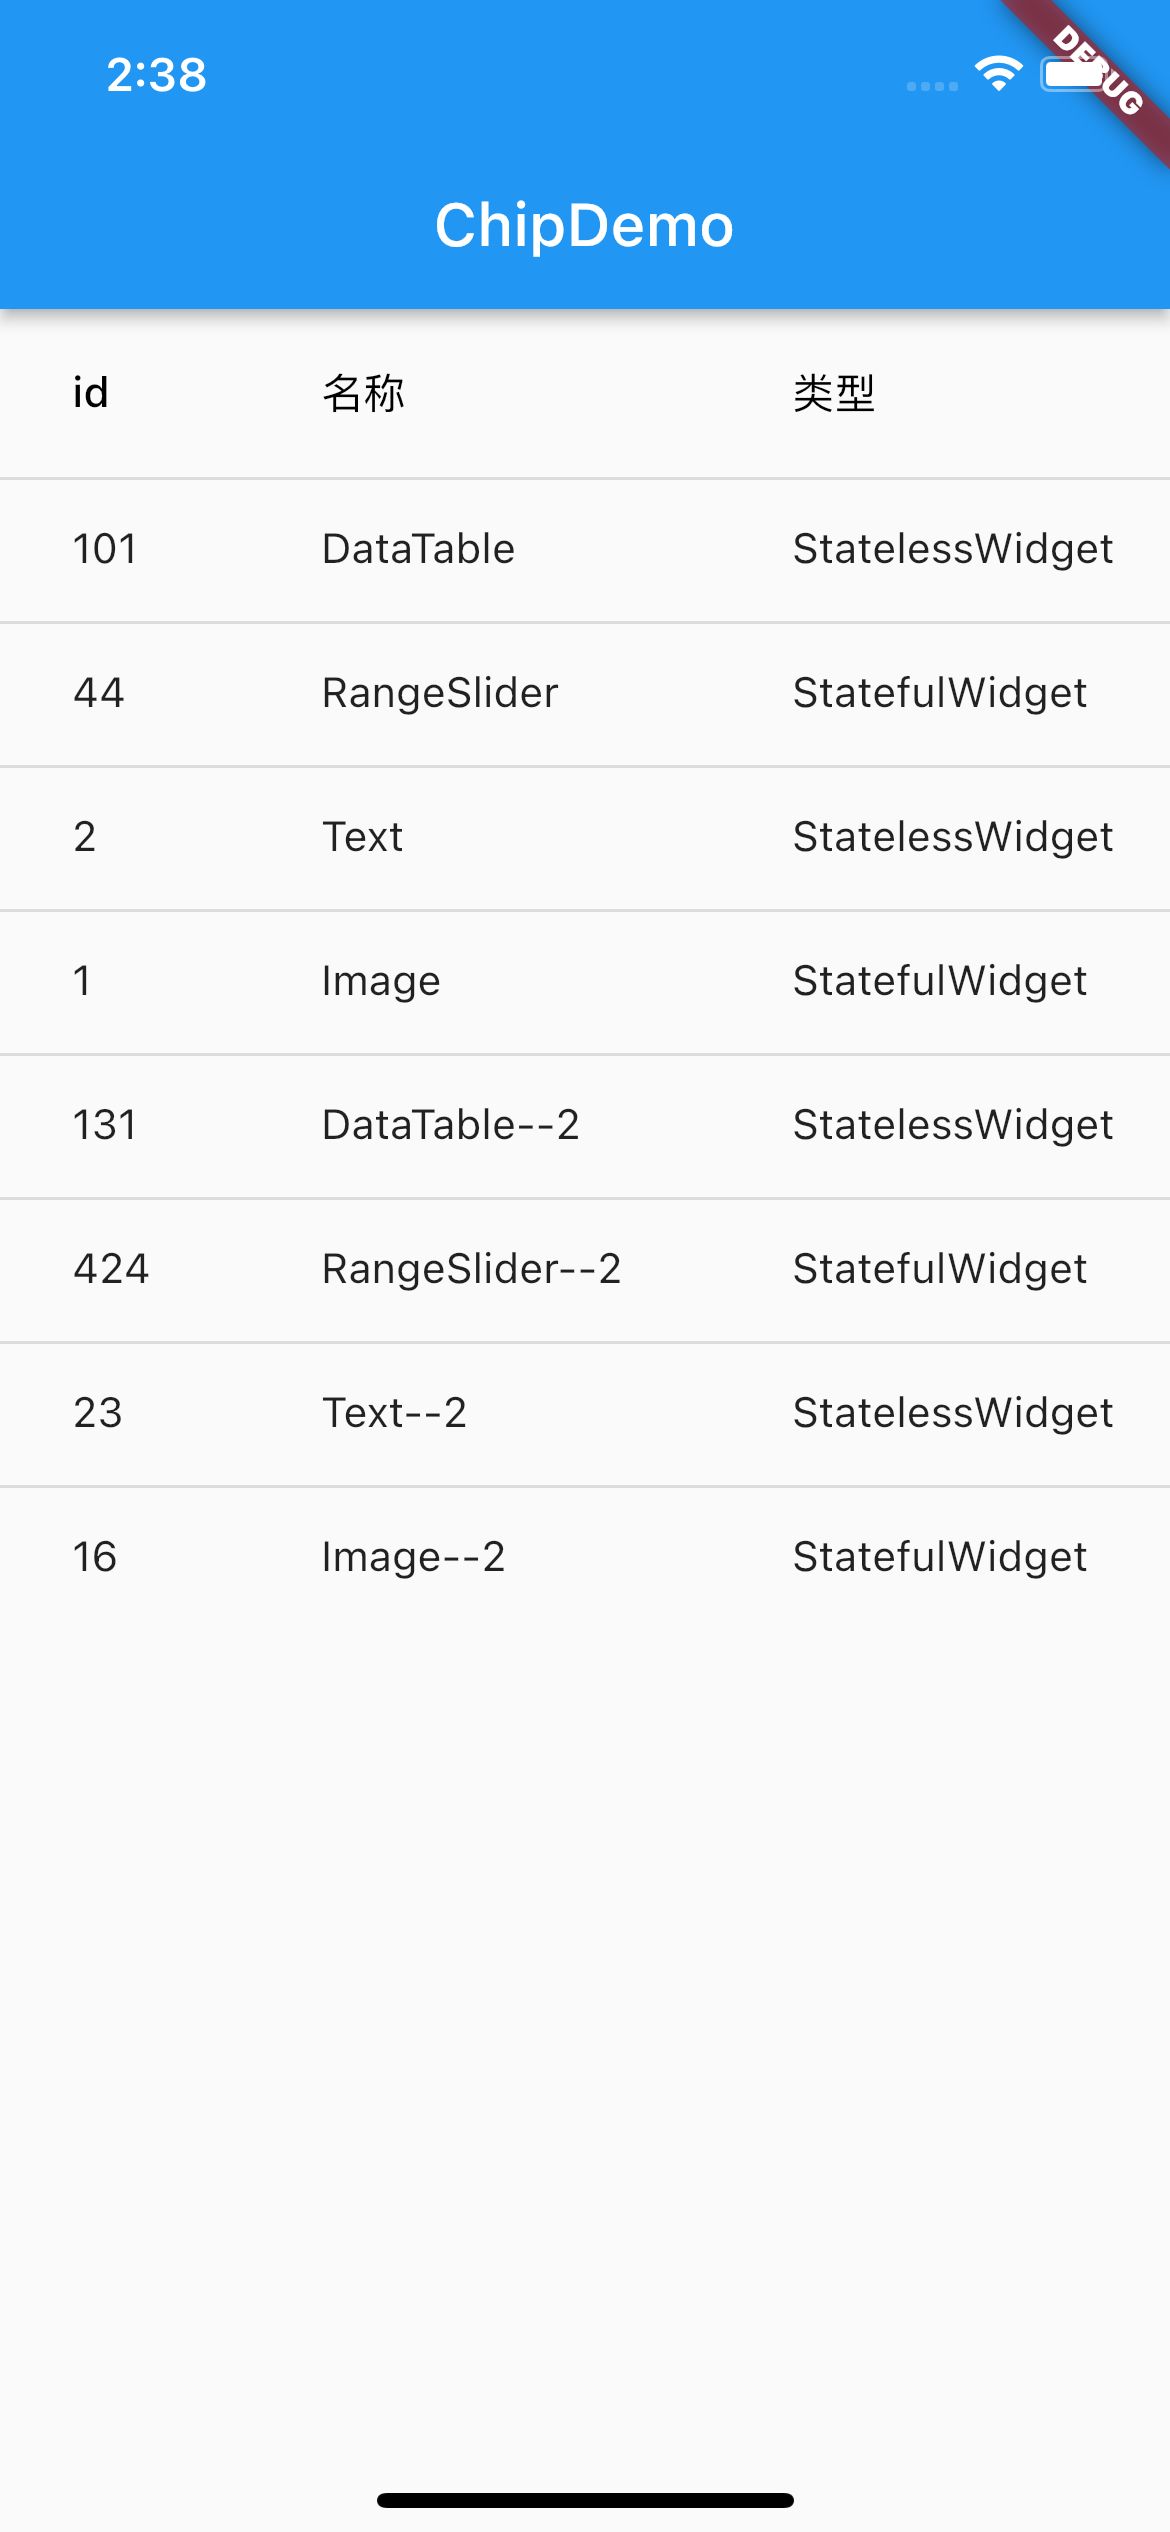 2:38
DEBUG
ChipDemo
id 名称 类型
101 DataTable StatelessWidget
44 RangeSlider StatefulWidget
2 Text StatelessWidget
1 Image StatefulWidget
131 DataTable--2 StatelessWidget
424 RangeSlider--2 StatefulWidget
23 Text--2 StatelessWidget
16 Image--2 StatefulWidget